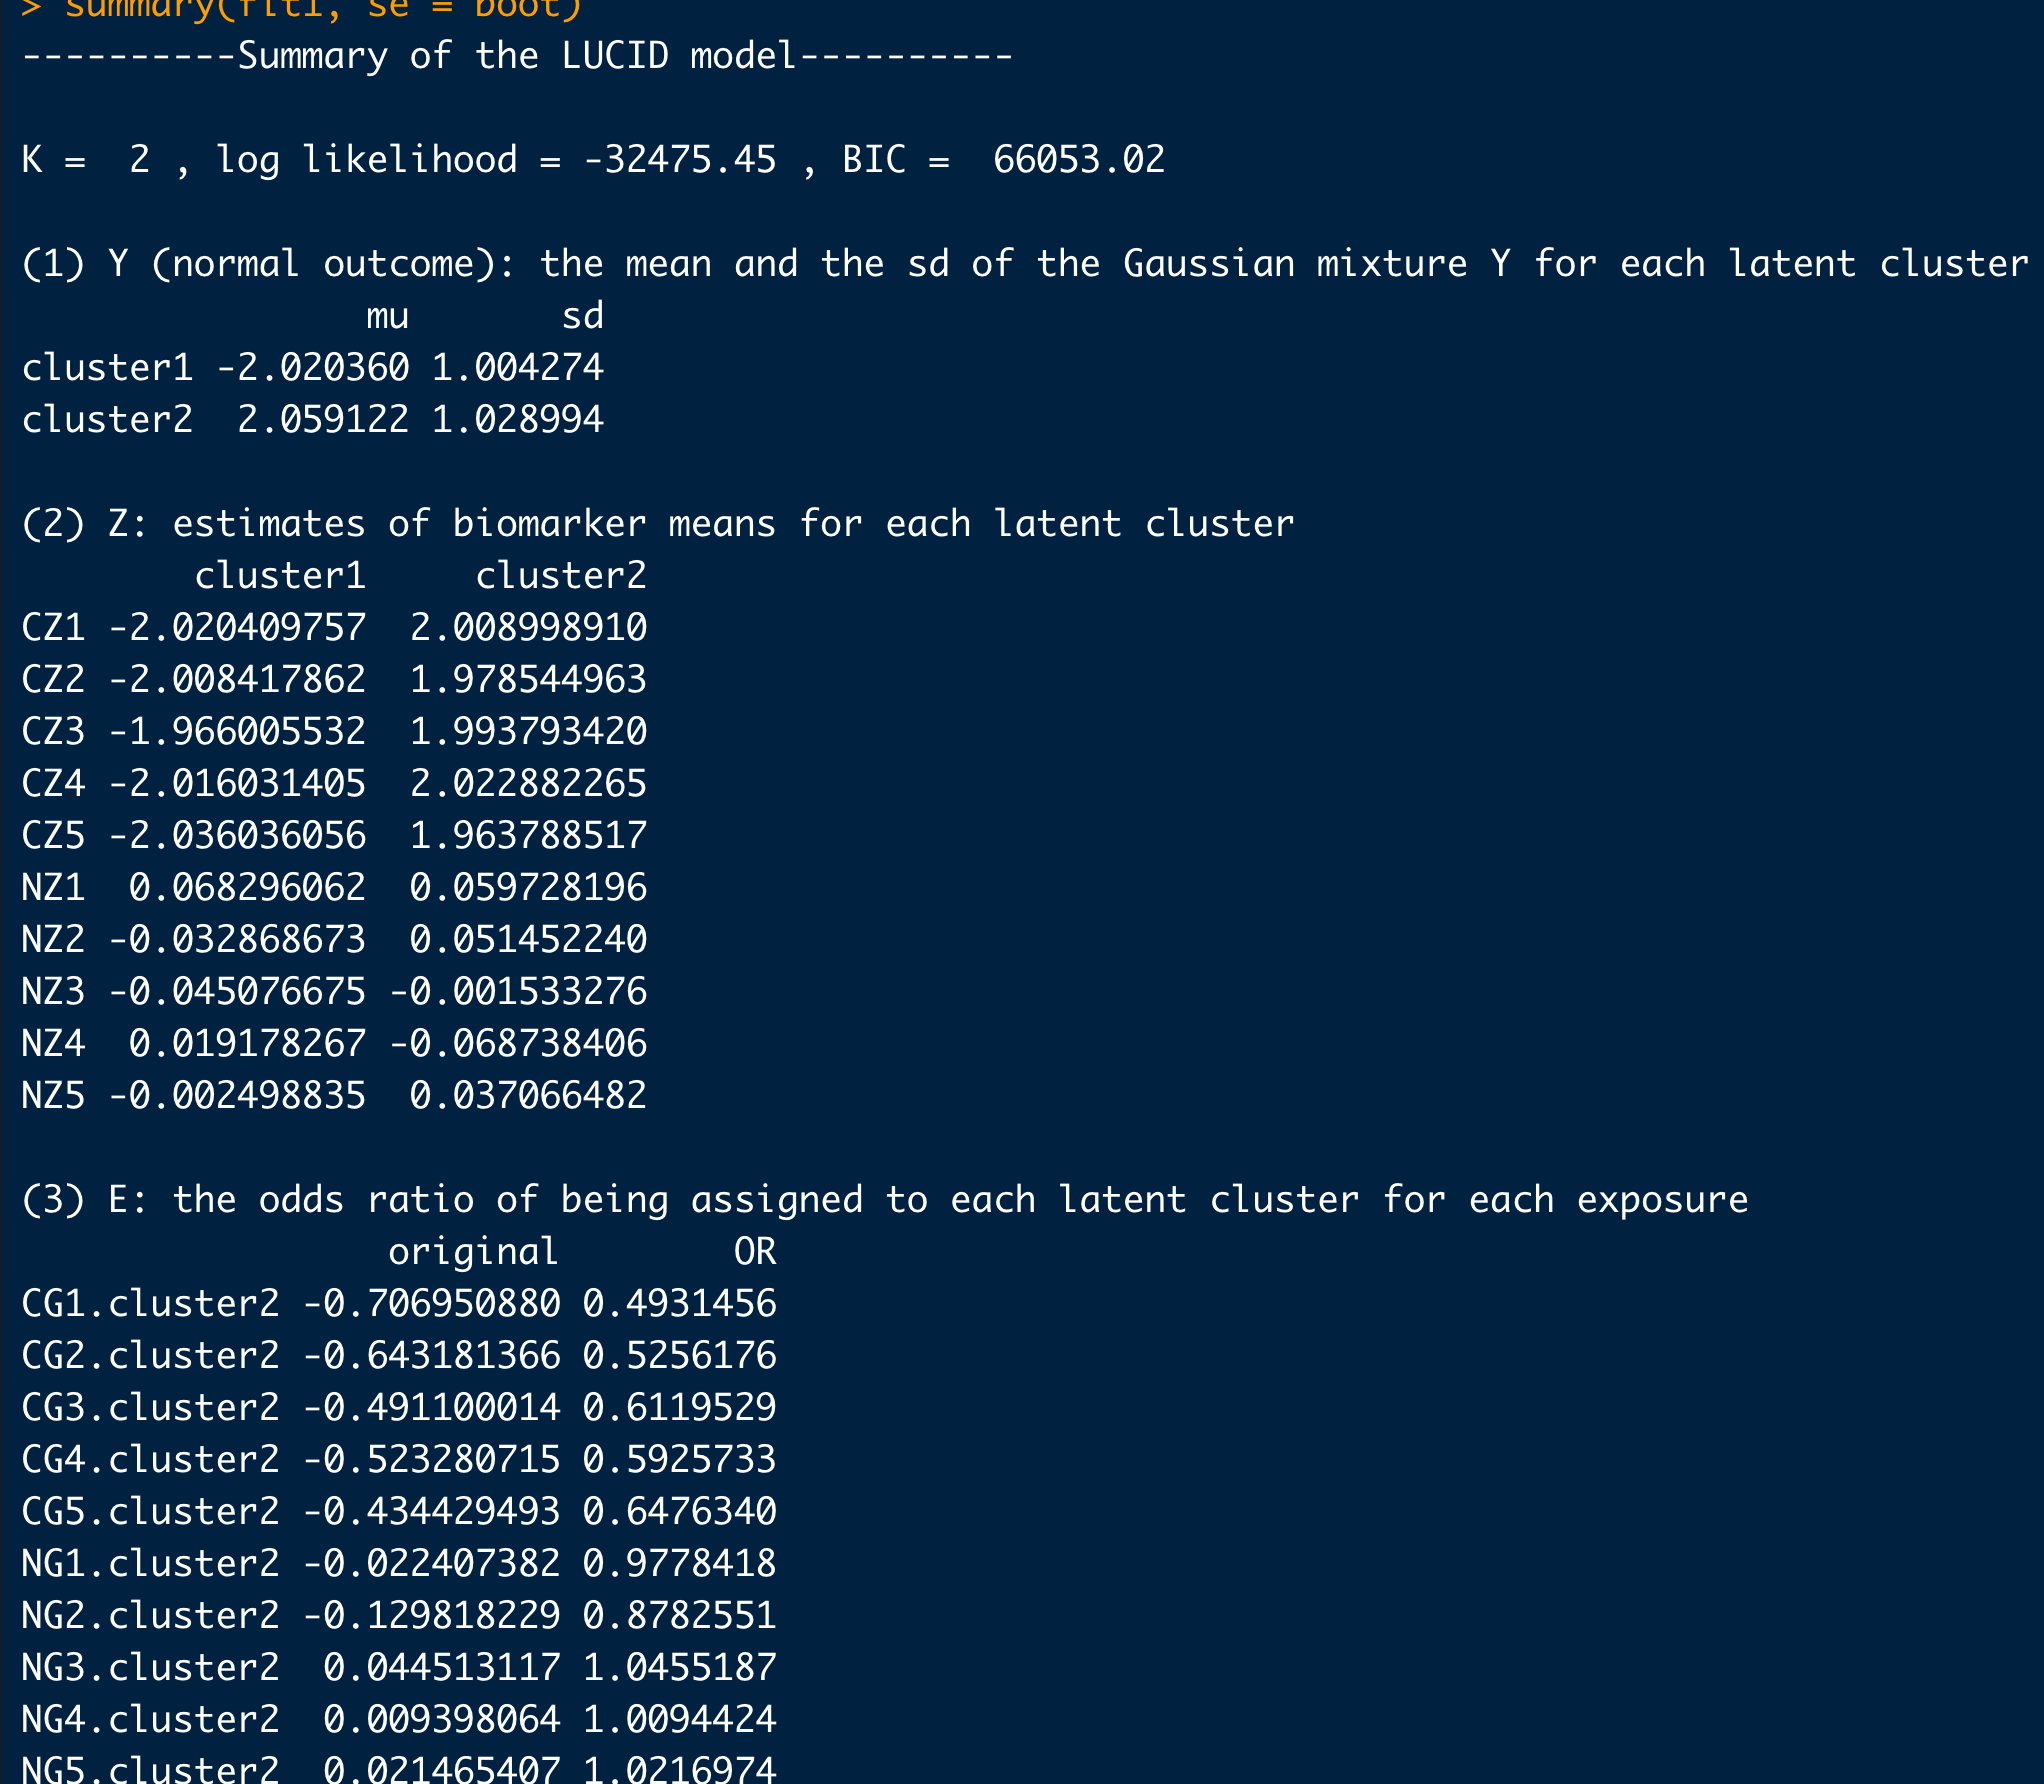 > summary(fit1, se = boot)
----------Summary of the LUCID model----------
K =  2 , log likelihood = -32475.45 , BIC =  66053.02
(1) Y (normal outcome): the mean and the sd of the Gaussian mixture Y for each latent cluster
                mu       sd
cluster1 -2.020360 1.004274
cluster2  2.059122 1.028994
(2) Z: estimates of biomarker means for each latent cluster
        cluster1     cluster2
CZ1 -2.020409757  2.008998910
CZ2 -2.008417862  1.978544963
CZ3 -1.966005532  1.993793420
CZ4 -2.016031405  2.022882265
CZ5 -2.036036056  1.963788517
NZ1  0.068296062  0.059728196
NZ2 -0.032868673  0.051452240
NZ3 -0.045076675 -0.001533276
NZ4  0.019178267 -0.068738406
NZ5 -0.002498835  0.037066482
(3) E: the odds ratio of being assigned to each latent cluster for each exposure
                 original        OR
CG1.cluster2 -0.706950880 0.4931456
CG2.cluster2 -0.643181366 0.5256176
CG3.cluster2 -0.491100014 0.6119529
CG4.cluster2 -0.523280715 0.5925733
CG5.cluster2 -0.434429493 0.6476340
NG1.cluster2 -0.022407382 0.9778418
NG2.cluster2 -0.129818229 0.8782551
NG3.cluster2  0.044513117 1.0455187
NG4.cluster2  0.009398064 1.0094424
NG5.cluster2  0.021465407 1.0216974